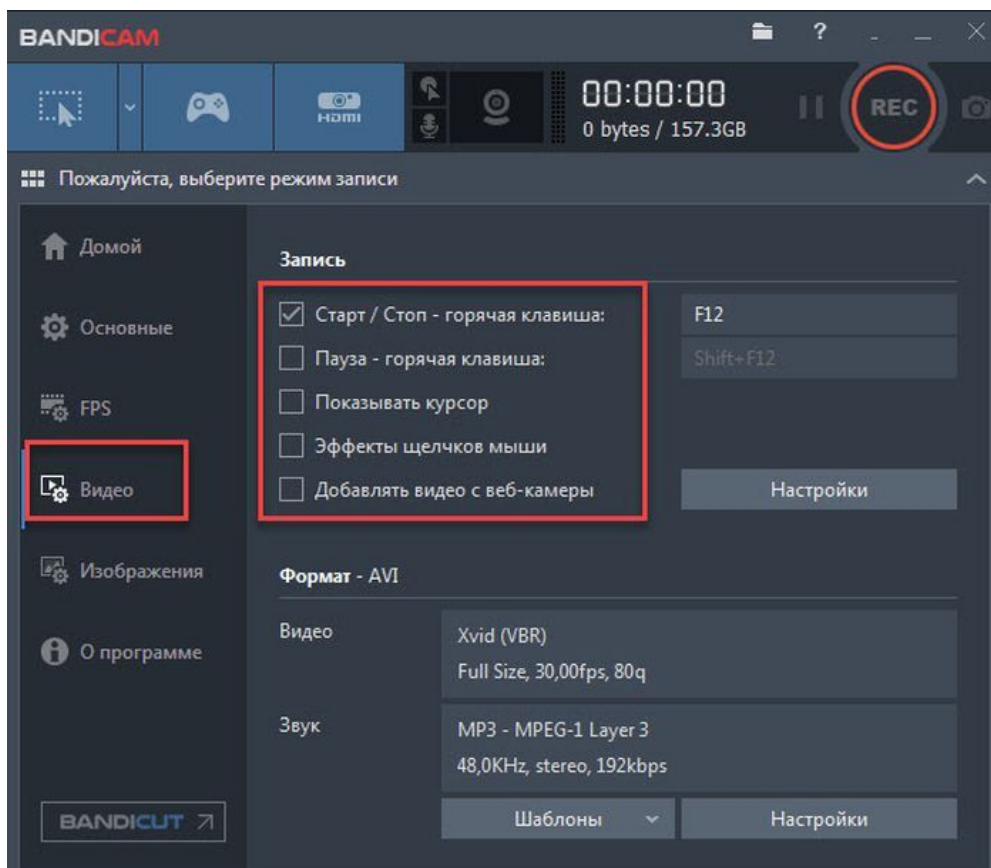 BANDICAM
?
HDMI
00:00:00
0 bytes / 157.3GB
REC
Пожалуйста, выберите режим записи
Домой
Основные
FPS
Видео
Изображения
О программе
BANDICUT
Запись
Старт / Стоп - горячая клавиша:
F12
Пауза - горячая клавиша:
Shift+F12
Показывать курсор
Эффекты щелчков мыши
Добавлять видео с веб-камеры
Настройки
Формат - AVI
Видео
Xvid (VBR)
Full Size, 30,00fps, 80q
Звук
MP3 - MPEG-1 Layer 3
48,0KHz, stereo, 192kbps
Шаблоны
Настройки